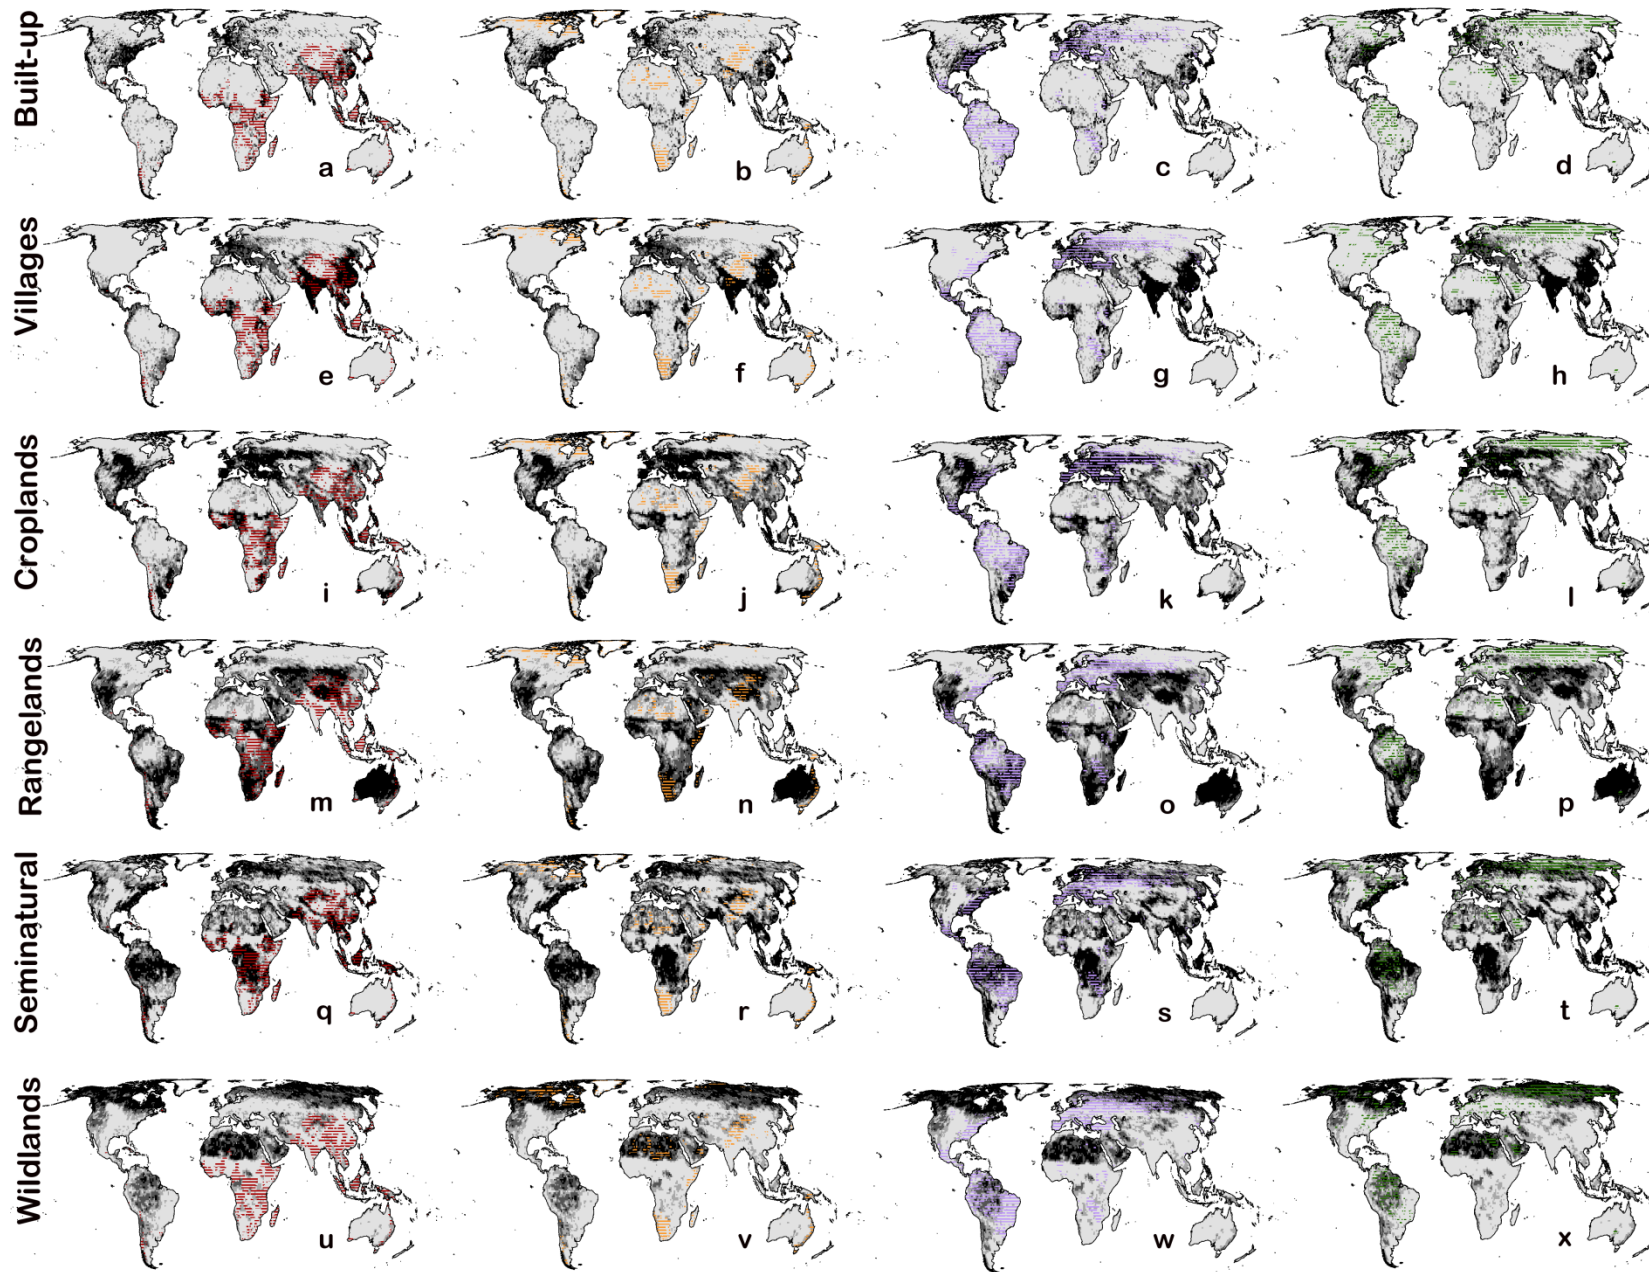 Built-up
a
b
c
d
Villages
e
f
g
h
Croplands
i
j
k
l
Rangelands
m
n
o
p
Seminatural
q
r
s
t
Wildlands
u
v
w
x